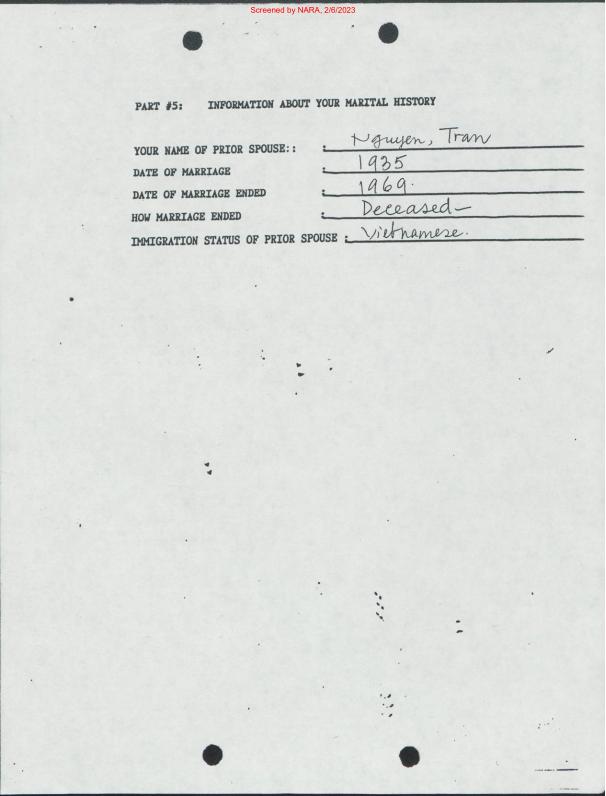 Screened by NARA, 2/6/2023
PART #5: INFORMATION ABOUT YOUR MARITAL HISTORY
YOUR NAME OF PRIOR SPOUSE:: : Nguyen, Tran
DATE OF MARRIAGE : 1935
DATE OF MARRIAGE ENDED : 1969.
HOW MARRIAGE ENDED : Deceased—
IMMIGRATION STATUS OF PRIOR SPOUSE : Vietnamese.